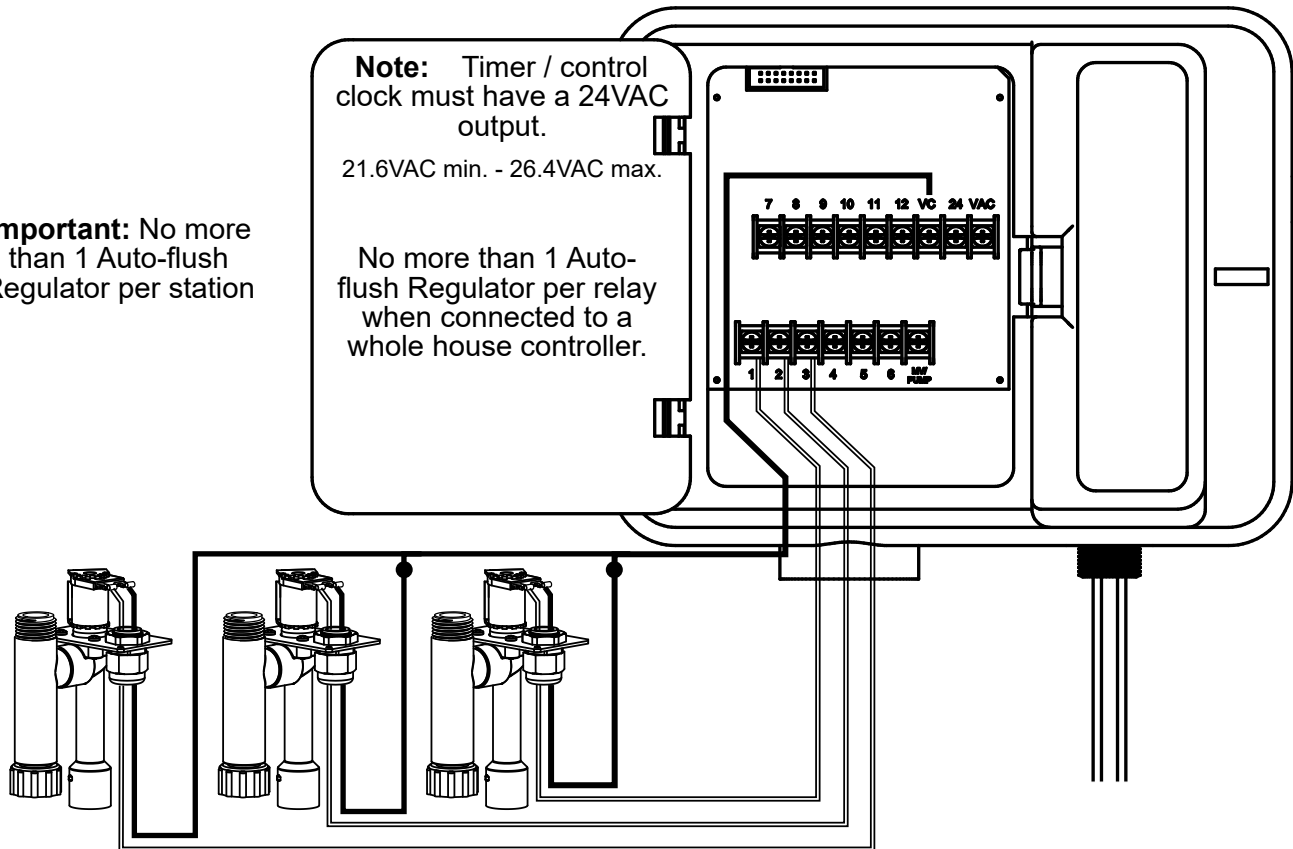 Note: Timer / control
clock must have a 24VAC
output.
21.6VAC min. - 26.4VAC max.
No more than 1 Auto-
flush Regulator per relay
when connected to a
whole house controller.
mportant: No more
than 1 Auto-flush
Regulator per station
7 8 9 10 11 12 VC 24 VAC
1 2 3 4 5 6 MV/
PUMP